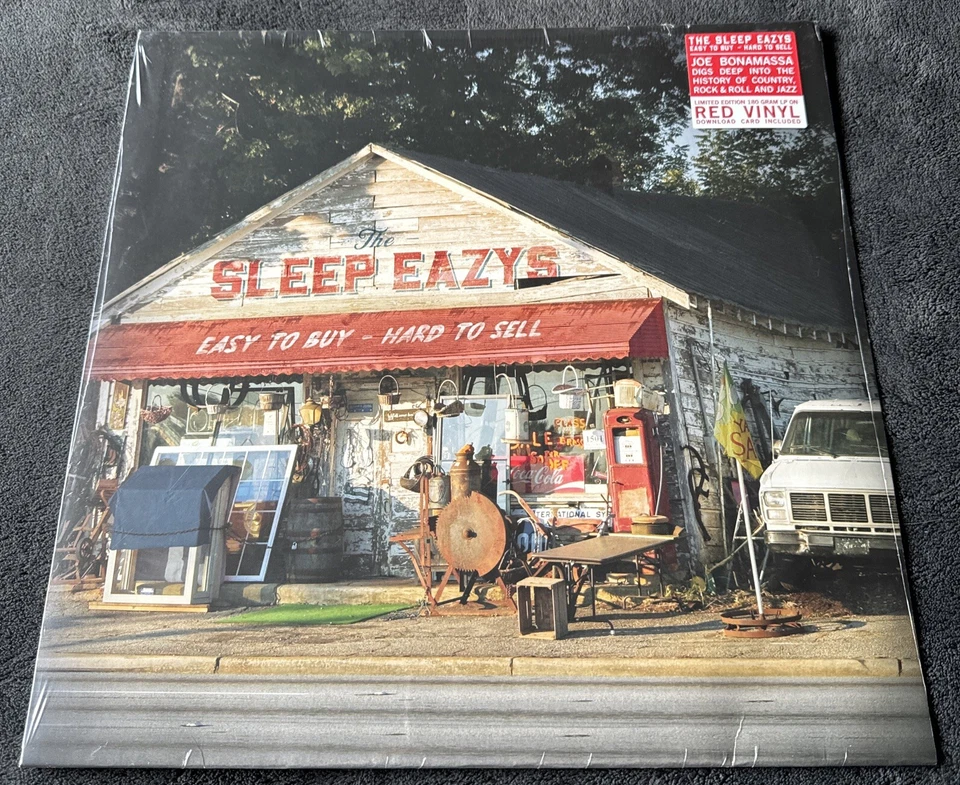 THE SLEEP EAZYS
EASY TO BUY - HARD TO SELL
JOE BONAMASSA
DIGS DEEP INTO THE
HISTORY OF COUNTRY,
ROCK & ROLL AND JAZZ
LIMITED EDITION 180 GRAM LP ON
RED VINYL
DOWNLOAD CARD INCLUDED
The
SLEEP EAZYS
EASY TO BUY - HARD TO SELL
GLASS
Coca-Cola
SA